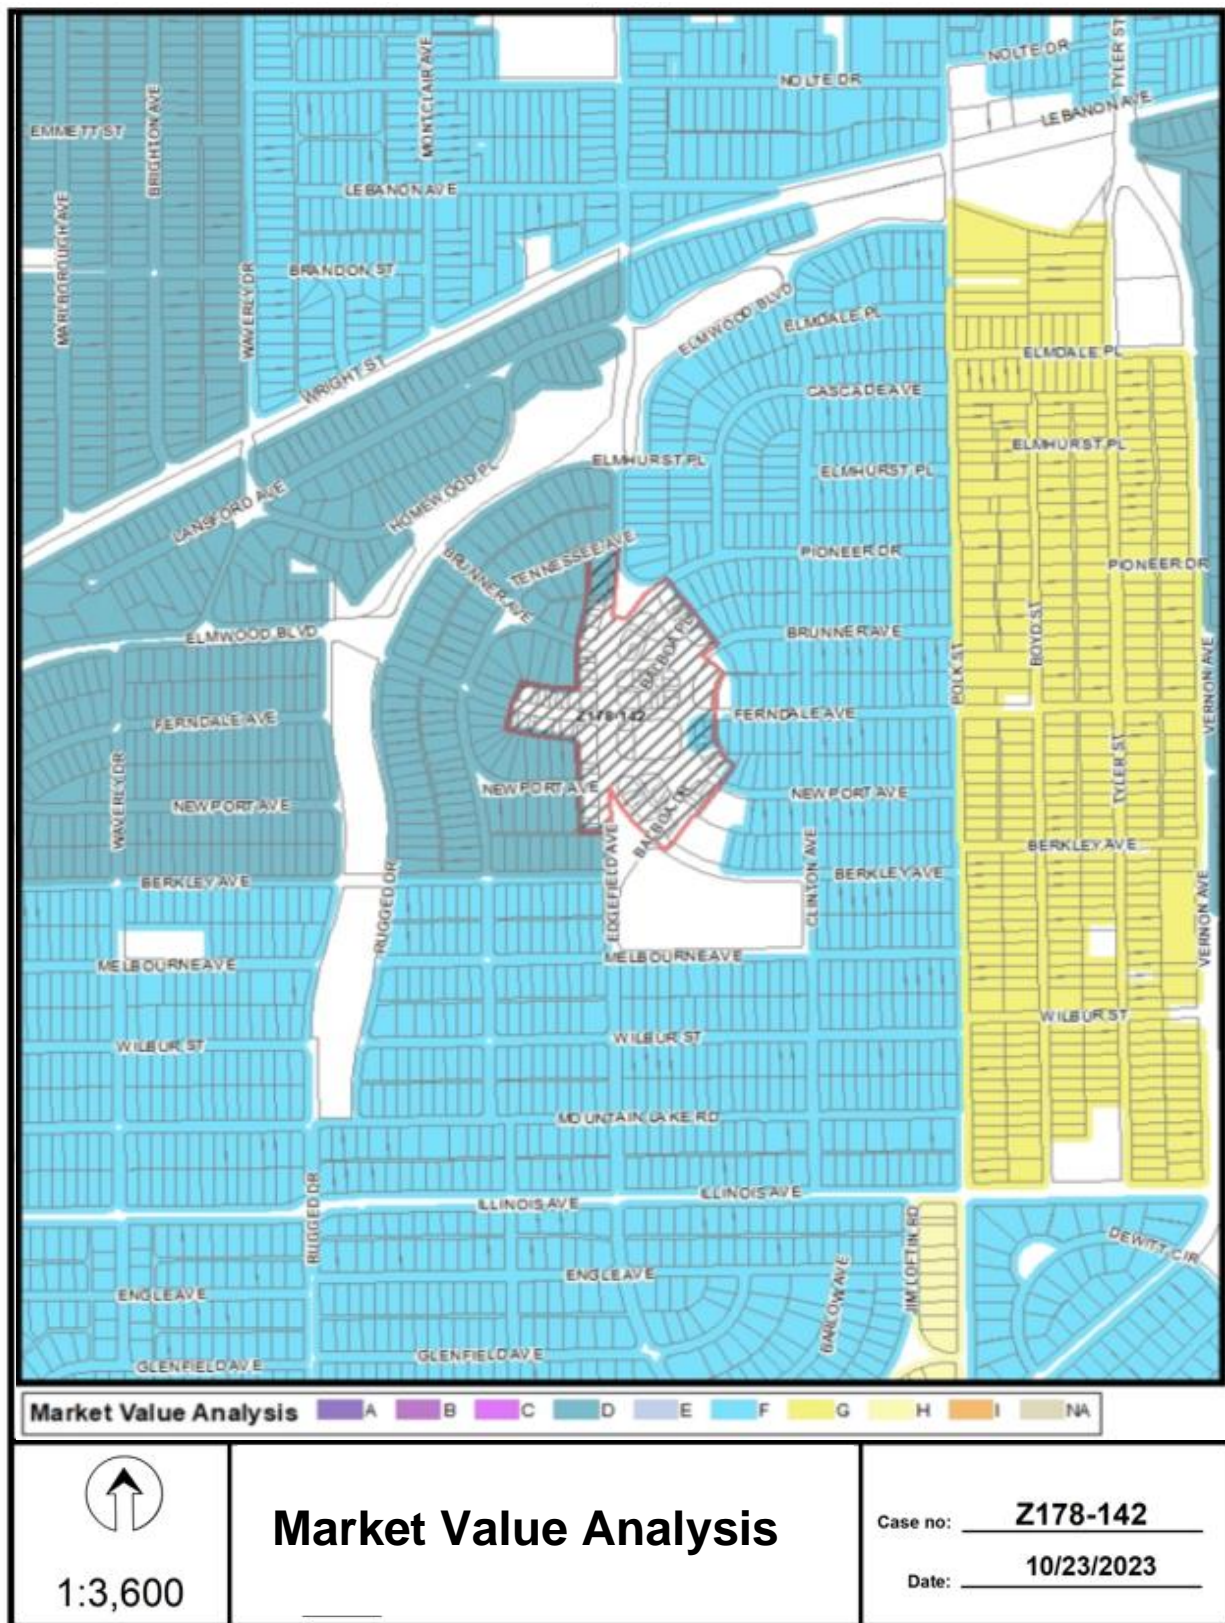 NOLTE DR
NOLTE DR
TYLER ST
MONTCLAIR AVE
BRIGHTON AVE
EMMETT ST
LEBANON AVE
LEBANON AVE
MARLBOROUGH AVE
WAVERLY DR
BRANDON ST
ELMWOOD BLVD
ELMDALE PL
ELMDALE PL
WRIGHT ST
CASCADE AVE
ELMHURST PL
ELMHURST PL
ELMHURST PL
LANSFORD AVE
HOMEWOOD PL
TENNESSEE AVE
BRUNNER AVE
PIONEER DR
PIONEER DR
ELMWOOD BLVD
BALBOA PL
BRUNNER AVE
BOYD ST
POLK ST
VERNON AVE
FERNDALE AVE
Z178-142
FERNDALE AVE
WAVERLY DR
NEWPORT AVE
NEWPORT AVE
NEWPORT AVE
TYLER ST
BALBOA DR
EDGEFIELD AVE
CLINTON AVE
BERKLEY AVE
BERKLEY AVE
BERKLEY AVE
RUGGED DR
VERNON AVE
MELBOURNE AVE
MELBOURNE AVE
WILBUR ST
WILBUR ST
WILBUR ST
MOUNTAIN LAKE RD
RUGGED DR
ILLINOIS AVE
ILLINOIS AVE
JIM LOFTIN RD
DEWITT CIR
ENGLE AVE
ENGLE AVE
BARLOW AVE
GLENFIELD AVE
GLENFIELD AVE
Market Value Analysis A B C D E F G H I NA
1:3,600
Market Value Analysis
Case no: Z178-142
Date: 10/23/2023